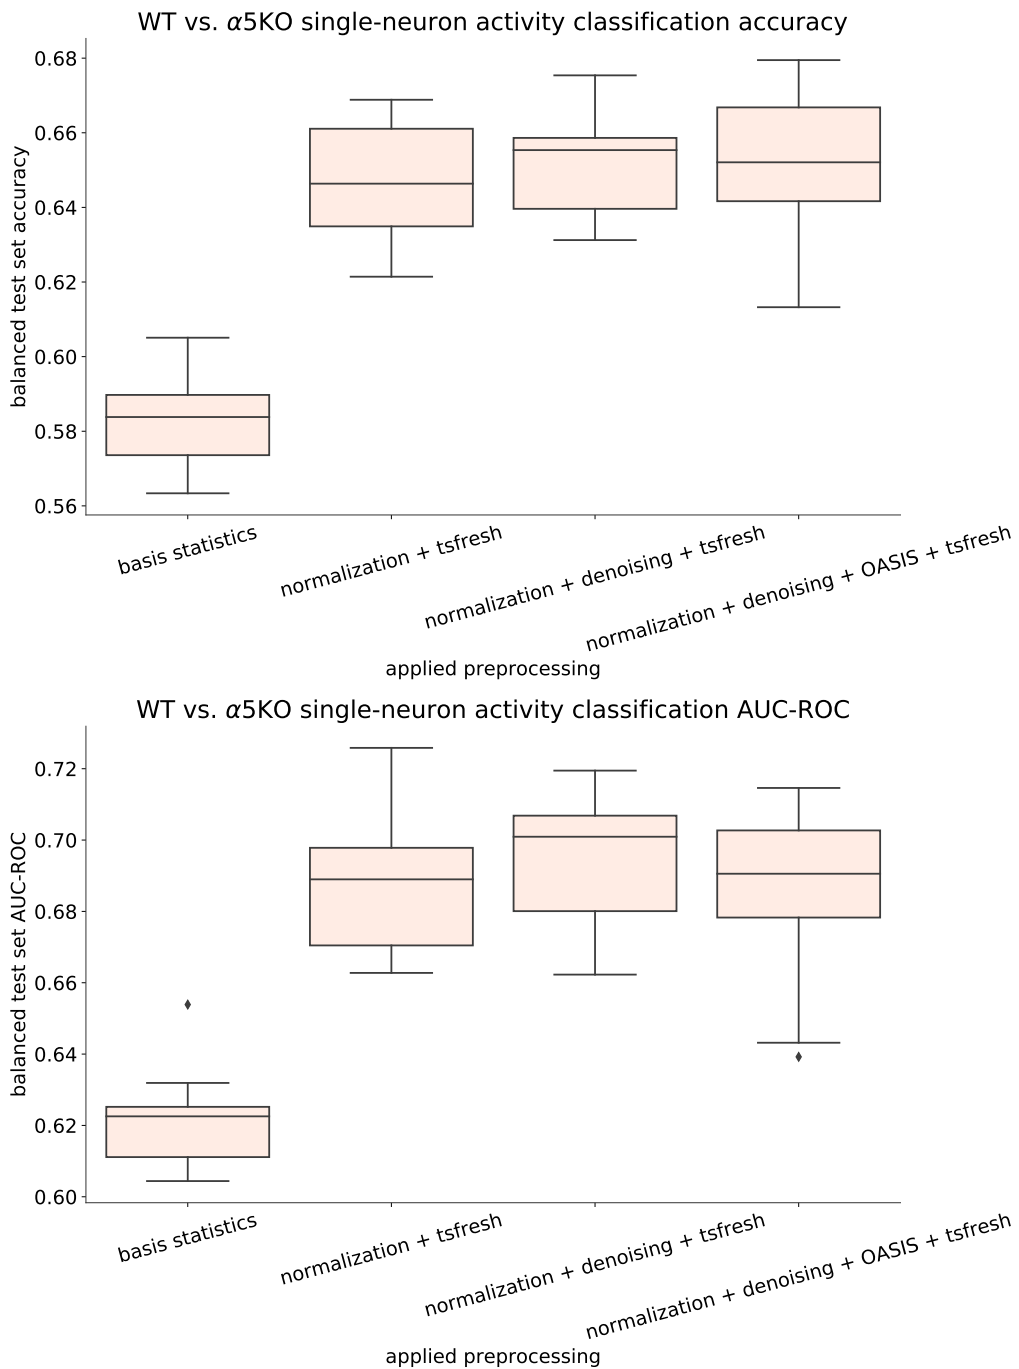 WT vs. α5KO single-neuron activity classification accuracy
balanced test set accuracy
0.68
0.66
0.64
0.62
0.60
0.58
0.56
basis statistics
normalization + tsfresh
normalization + denoising + tsfresh
normalization + denoising + OASIS + tsfresh
applied preprocessing
WT vs. α5KO single-neuron activity classification AUC-ROC
balanced test set AUC-ROC
0.72
0.70
0.68
0.66
0.64
0.62
0.60
basis statistics
normalization + tsfresh
normalization + denoising + tsfresh
normalization + denoising + OASIS + tsfresh
applied preprocessing